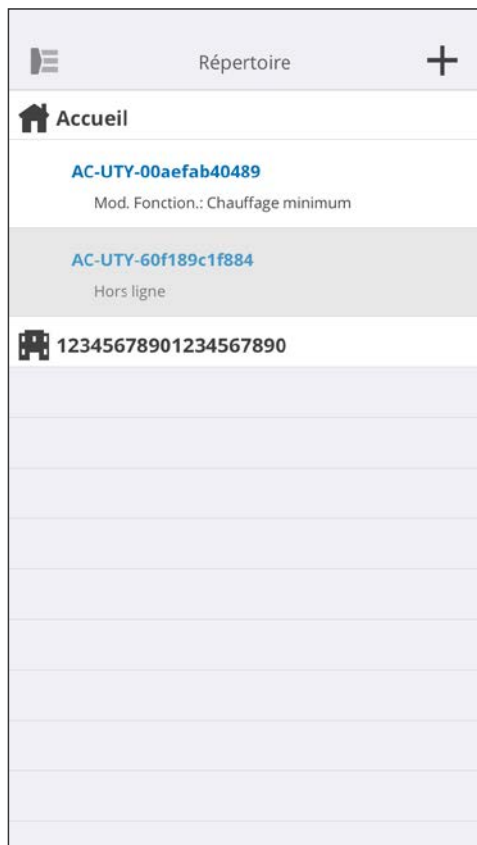 Répertoire
Accueil
AC-UTY-00aefab40489
Mod. Fonction.: Chauffage minimum
AC-UTY-60f189c1f884
Hors ligne
12345678901234567890